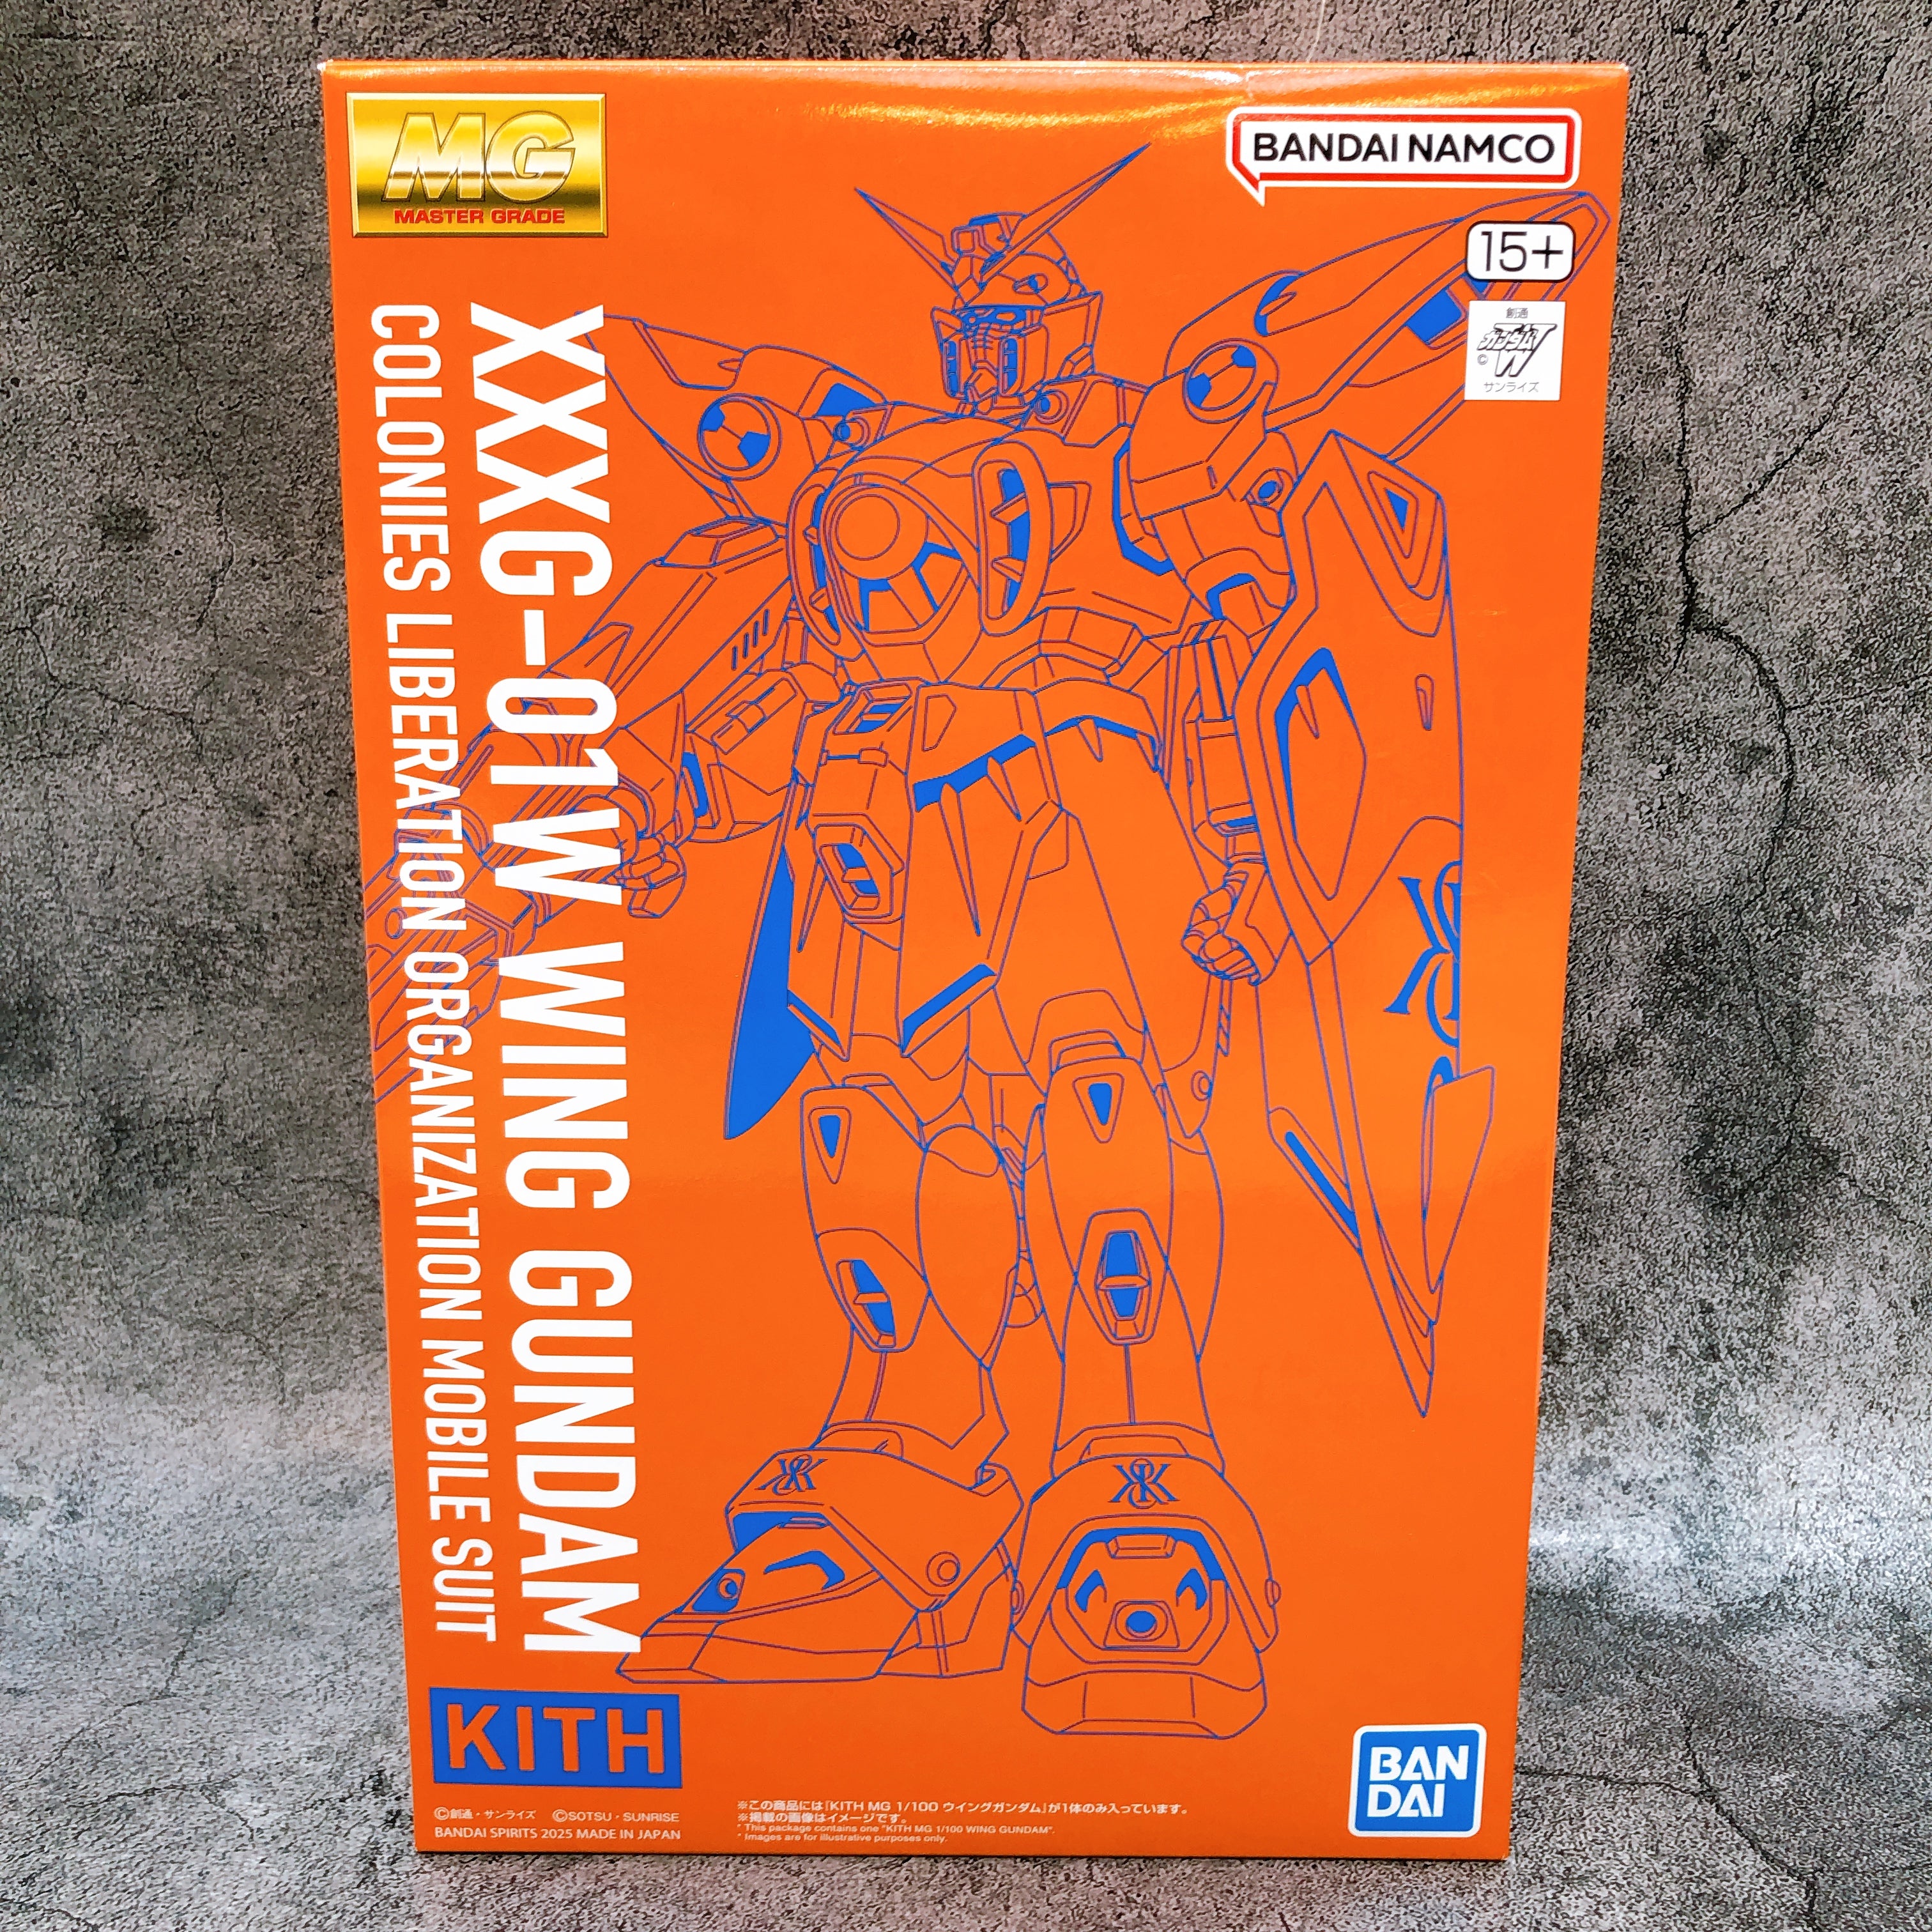 MG
MASTER GRADE
BANDAI NAMCO
15+
創通
ガンダムW
©
サンライズ
XXXG-01W WING GUNDAM
COLONIES LIBERATION ORGANIZATION MOBILE SUIT
KITH
©創通・サンライズ ©SOTSU・SUNRISE
BANDAI SPIRITS 2025 MADE IN JAPAN
※この商品には「KITH MG 1/100 ウイングガンダム」が1体のみ入っています。
※掲載の画像はイメージです。
* This package contains one "KITH MG 1/100 WING GUNDAM".
* Images are for illustrative purposes only.
BAN
DAI